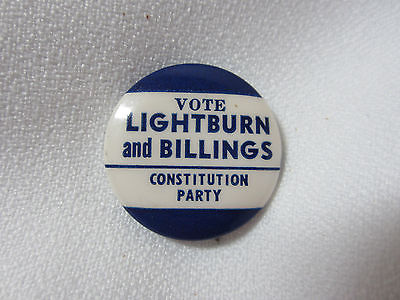 VOTE
LIGHTBURN
and BILLINGS
CONSTITUTION
PARTY